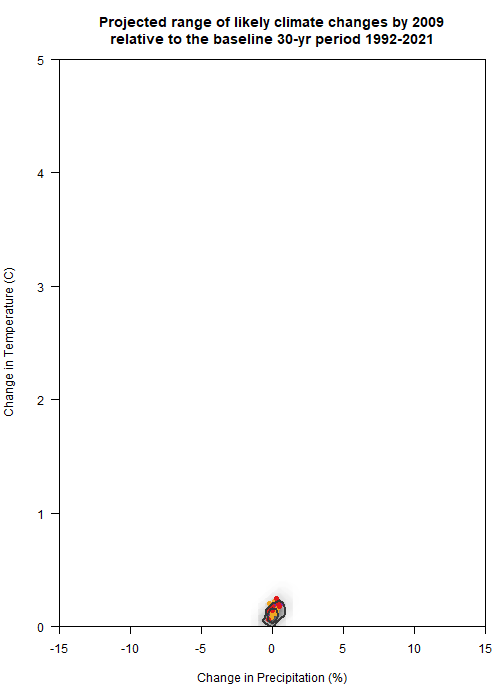 Projected range of likely climate changes by 2009
relative to the baseline 30-yr period 1992-2021
5
4
3
2
1
0
Change in Temperature (C)
-15 -10 -5 0 5 10 15
Change in Precipitation (%)